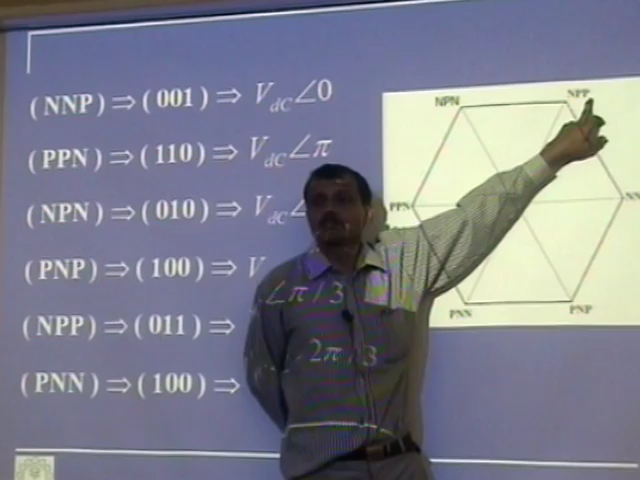 (NNP) ⇒ (001) ⇒ V_dC ∠0
(PPN) ⇒ (110) ⇒ V_dC ∠π
(NPN) ⇒ (010) ⇒ V_dC ∠
(PNP) ⇒ (100) ⇒ V
∠π / 3
(NPP) ⇒ (011) ⇒
2π / 3
(PNN) ⇒ (100) ⇒
NPN NPP
PPN
PNN PNP